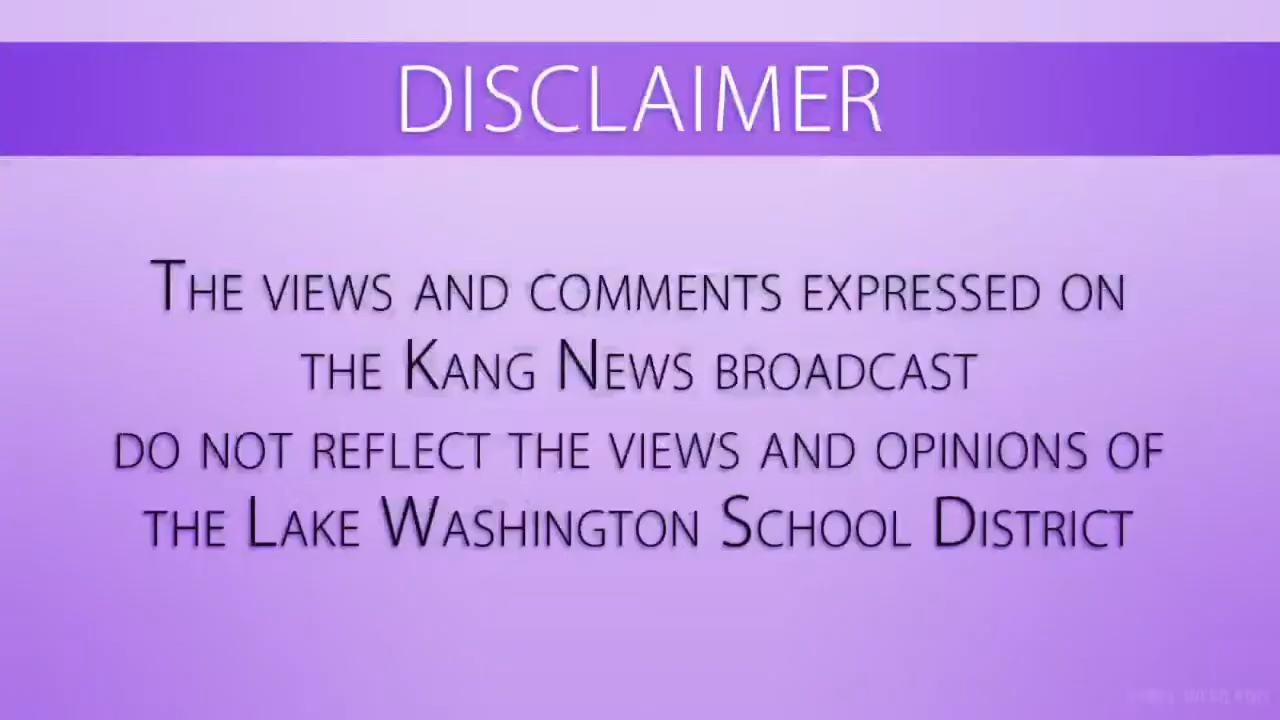 DISCLAIMER
THE VIEWS AND COMMENTS EXPRESSED ON
THE KANG NEWS BROADCAST
DO NOT REFLECT THE VIEWS AND OPINIONS OF
THE LAKE WASHINGTON SCHOOL DISTRICT